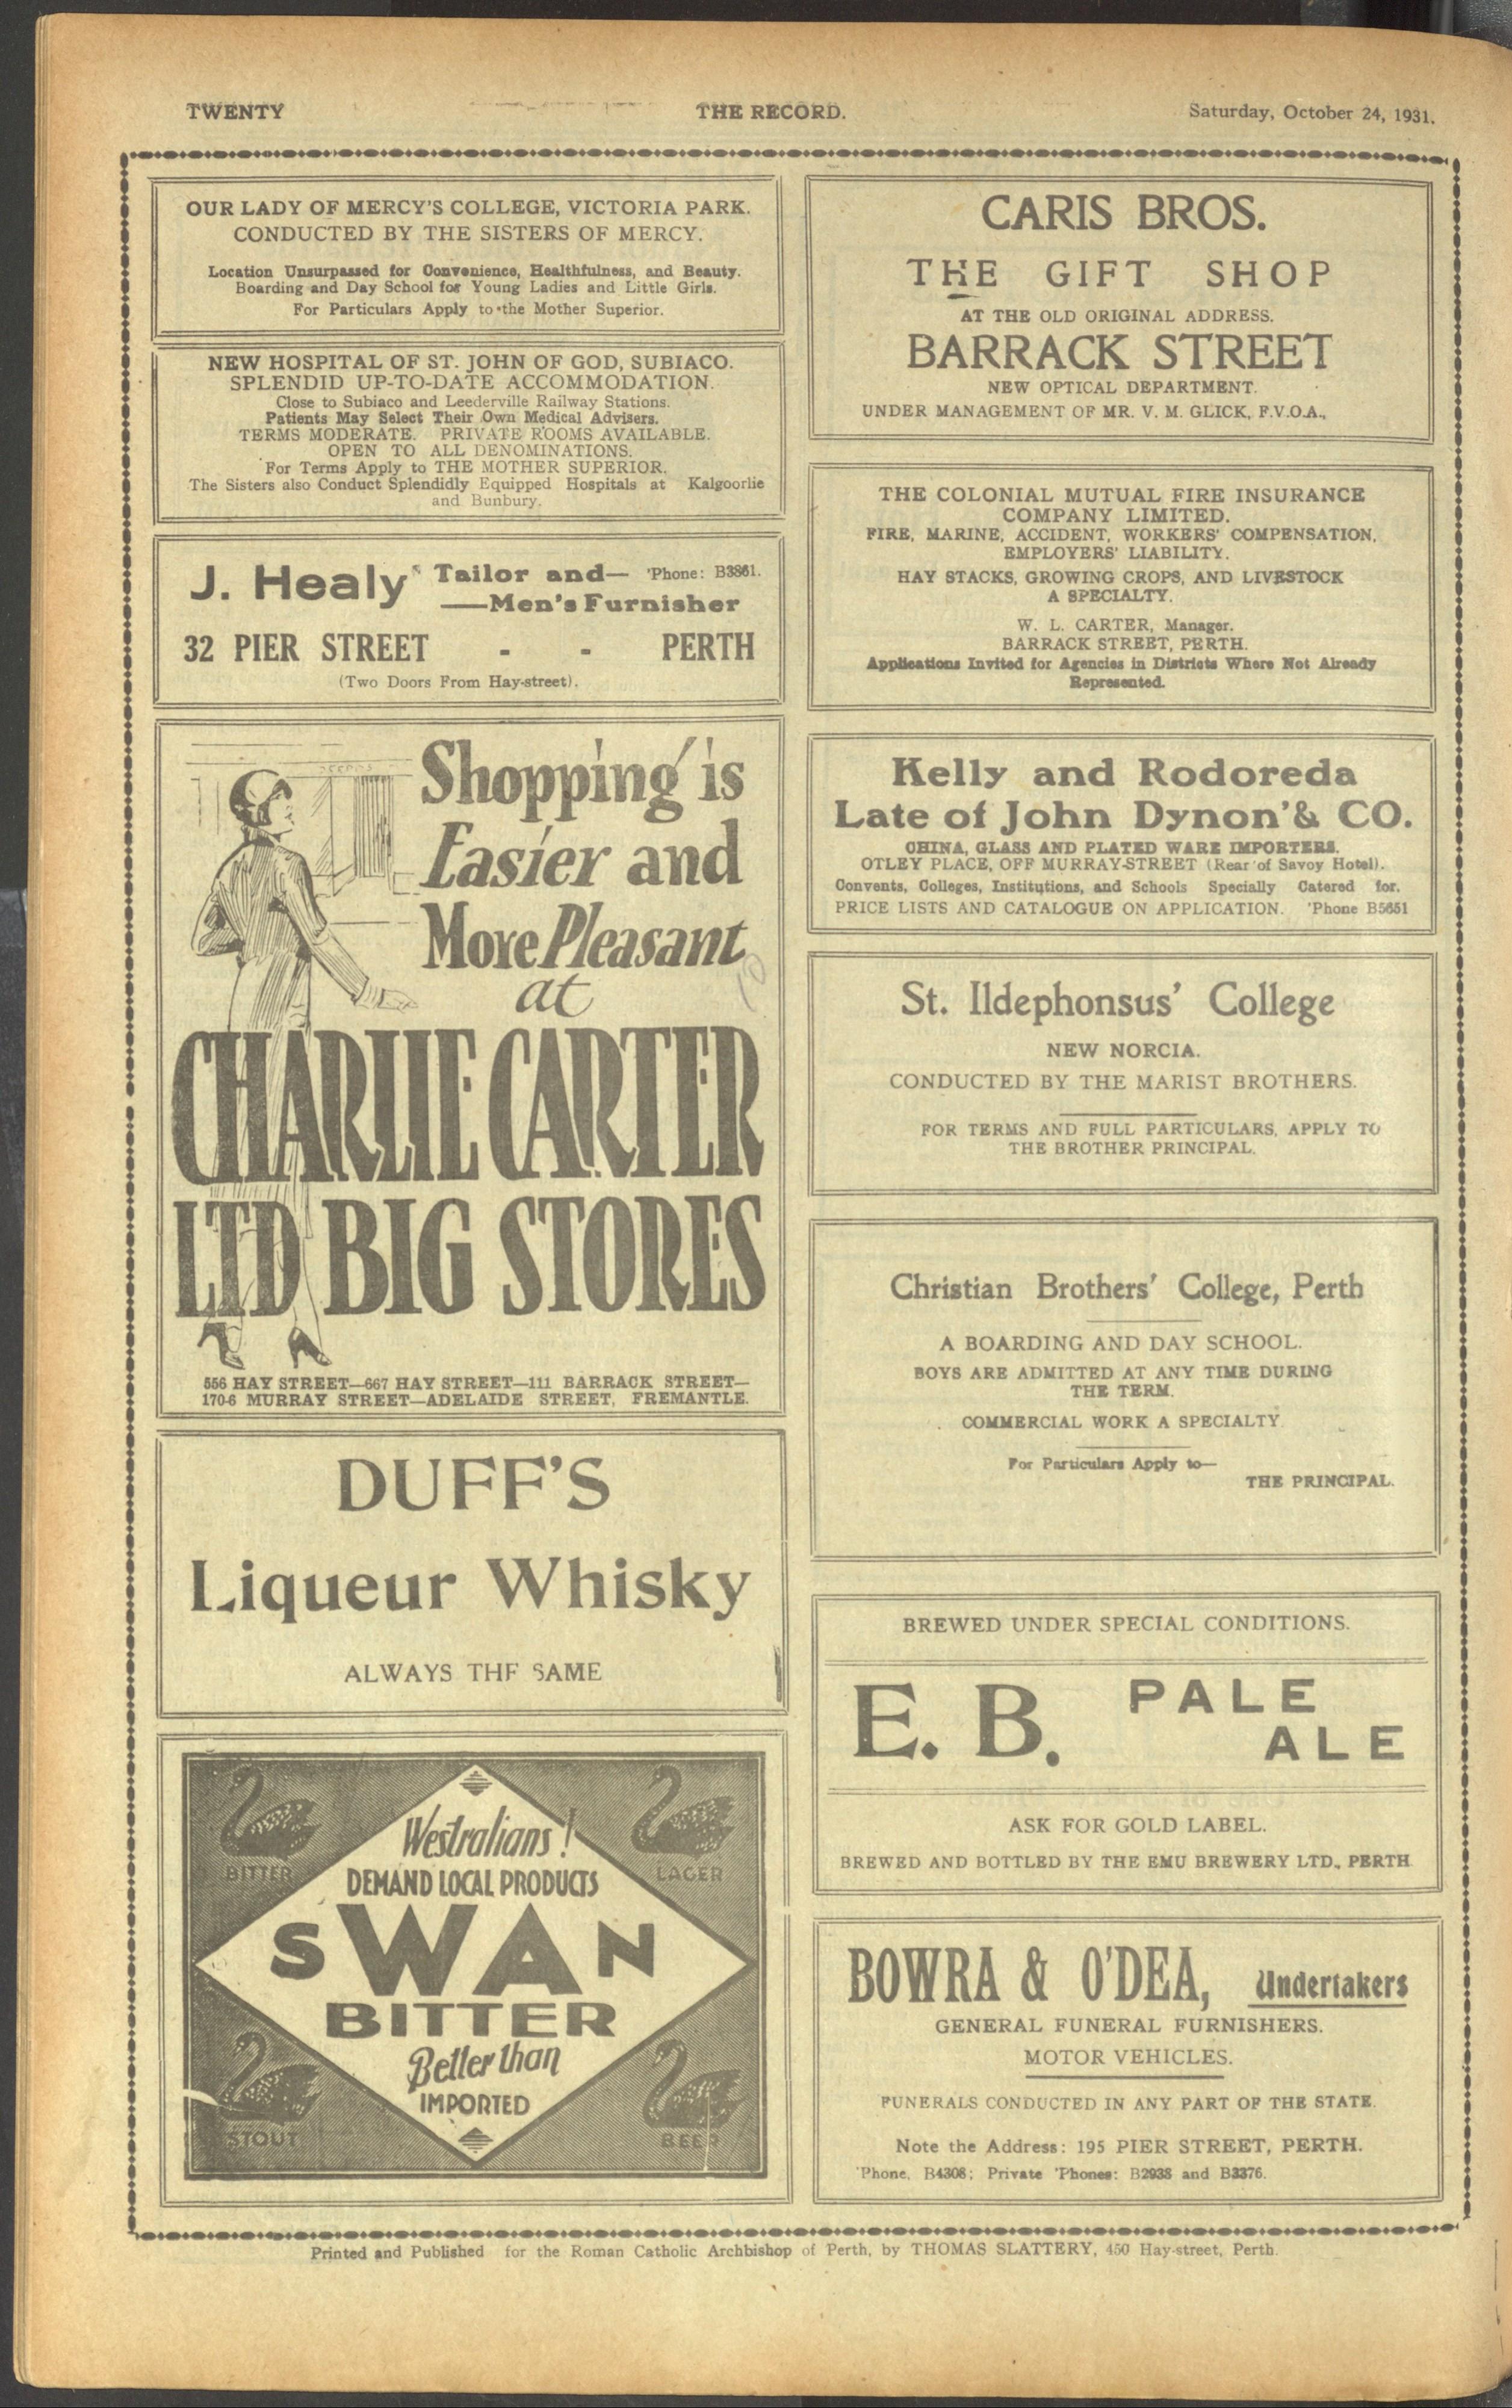 TWENTY
THE RECORD.
Saturday, October 24, 1931.
OUR LADY OF MERCY'S COLLEGE, VICTORIA PARK.
CONDUCTED BY THE SISTERS OF MERCY.
Location Unsurpassed for Convenience, Healthfulness, and Beauty.
Boarding and Day School for Young Ladies and Little Girls.
For Particulars Apply to the Mother Superior.
NEW HOSPITAL OF ST. JOHN OF GOD, SUBIACO.
SPLENDID UP-TO-DATE ACCOMMODATION.
Close to Subiaco and Leederville Railway Stations.
Patients May Select Their Own Medical Advisers.
TERMS MODERATE. PRIVATE ROOMS AVAILABLE.
OPEN TO ALL DENOMINATIONS.
For Terms Apply to THE MOTHER SUPERIOR.
The Sisters also Conduct Splendidly Equipped Hospitals at Kalgoorlie
and Bunbury.
J. Healy Tailor and— 'Phone: B3861.
—Men's Furnisher
32 PIER STREET - - PERTH
(Two Doors From Hay-street).
Shopping is
Easier and
More Pleasant
at
CHARLIE CARTER
LTD BIG STORES
556 HAY STREET—667 HAY STREET—111 BARRACK STREET—
170-6 MURRAY STREET—ADELAIDE STREET, FREMANTLE.
DUFF'S
Liqueur Whisky
ALWAYS THE SAME
BITTER
LAGER
Westralians!
DEMAND LOCAL PRODUCTS
SWAN
BITTER
Better than
IMPORTED
STOUT
BEER
CARIS BROS.
THE GIFT SHOP
AT THE OLD ORIGINAL ADDRESS.
BARRACK STREET
NEW OPTICAL DEPARTMENT.
UNDER MANAGEMENT OF MR. V. M. GLICK, F.V.O.A.,
THE COLONIAL MUTUAL FIRE INSURANCE
COMPANY LIMITED.
FIRE, MARINE, ACCIDENT, WORKERS' COMPENSATION,
EMPLOYERS' LIABILITY.
HAY STACKS, GROWING CROPS, AND LIVESTOCK
A SPECIALTY.
W. L. CARTER, Manager.
BARRACK STREET, PERTH.
Applications Invited for Agencies in Districts Where Not Already
Represented.
Kelly and Rodoreda
Late of John Dynon'& CO.
CHINA, GLASS AND PLATED WARE IMPORTERS.
OTLEY PLACE, OFF MURRAY-STREET (Rear of Savoy Hotel).
Convents, Colleges, Institutions, and Schools Specially Catered for.
PRICE LISTS AND CATALOGUE ON APPLICATION. 'Phone B5651
St. Ildephonsus' College
NEW NORCIA.
CONDUCTED BY THE MARIST BROTHERS.
FOR TERMS AND FULL PARTICULARS, APPLY TO
THE BROTHER PRINCIPAL.
Christian Brothers' College, Perth
A BOARDING AND DAY SCHOOL.
BOYS ARE ADMITTED AT ANY TIME DURING
THE TERM.
COMMERCIAL WORK A SPECIALTY
For Particulars Apply to—
THE PRINCIPAL.
BREWED UNDER SPECIAL CONDITIONS.
E. B. PALE
ALE
ASK FOR GOLD LABEL.
BREWED AND BOTTLED BY THE EMU BREWERY LTD., PERTH
BOWRA & O'DEA, Undertakers
GENERAL FUNERAL FURNISHERS.
MOTOR VEHICLES.
FUNERALS CONDUCTED IN ANY PART OF THE STATE.
Note the Address: 195 PIER STREET, PERTH.
'Phone. B4308; Private 'Phones: B2938 and B3376.
Printed and Published for the Roman Catholic Archbishop of Perth, by THOMAS SLATTERY, 450 Hay-street, Perth.